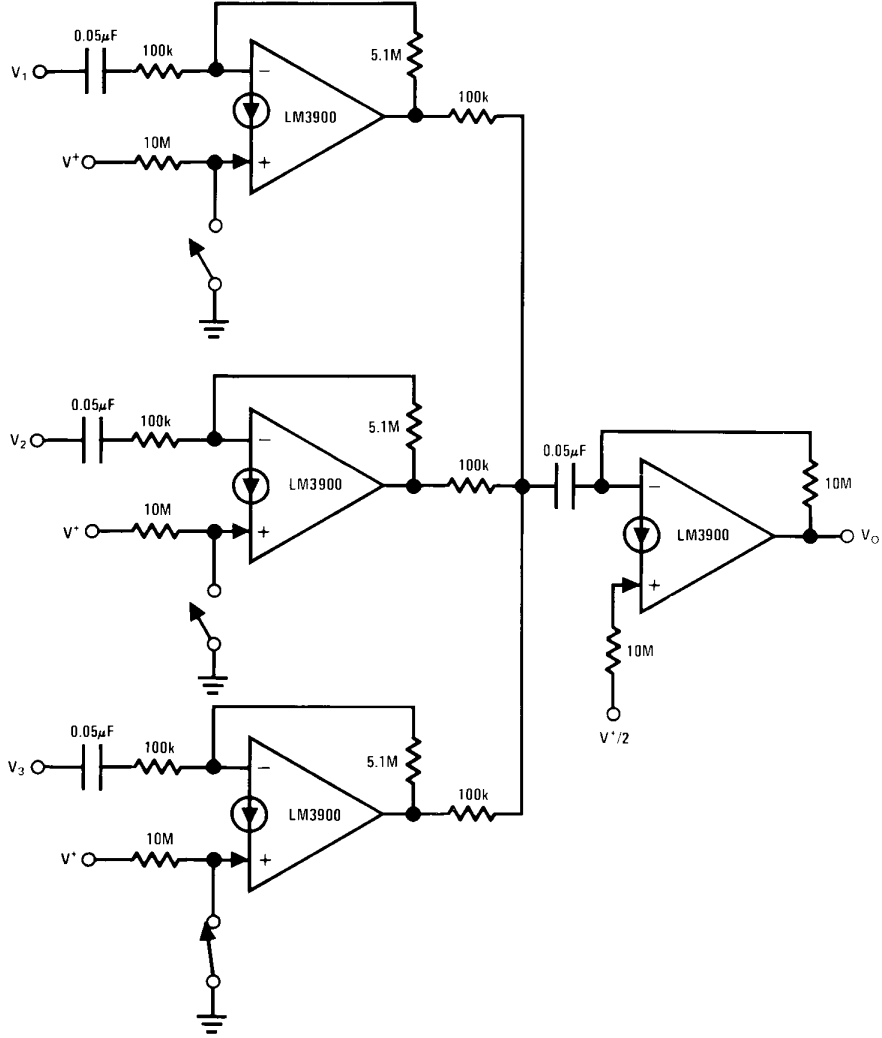 0.05μF
100k
5.1M
V1
−
LM3900
100k
10M
V+
+
0.05μF
100k
5.1M
V2
−
LM3900
100k
10M
V+
+
0.05μF
10M
−
LM3900
VO
+
10M
V+/2
0.05μF
100k
5.1M
V3
−
LM3900
100k
10M
V+
+